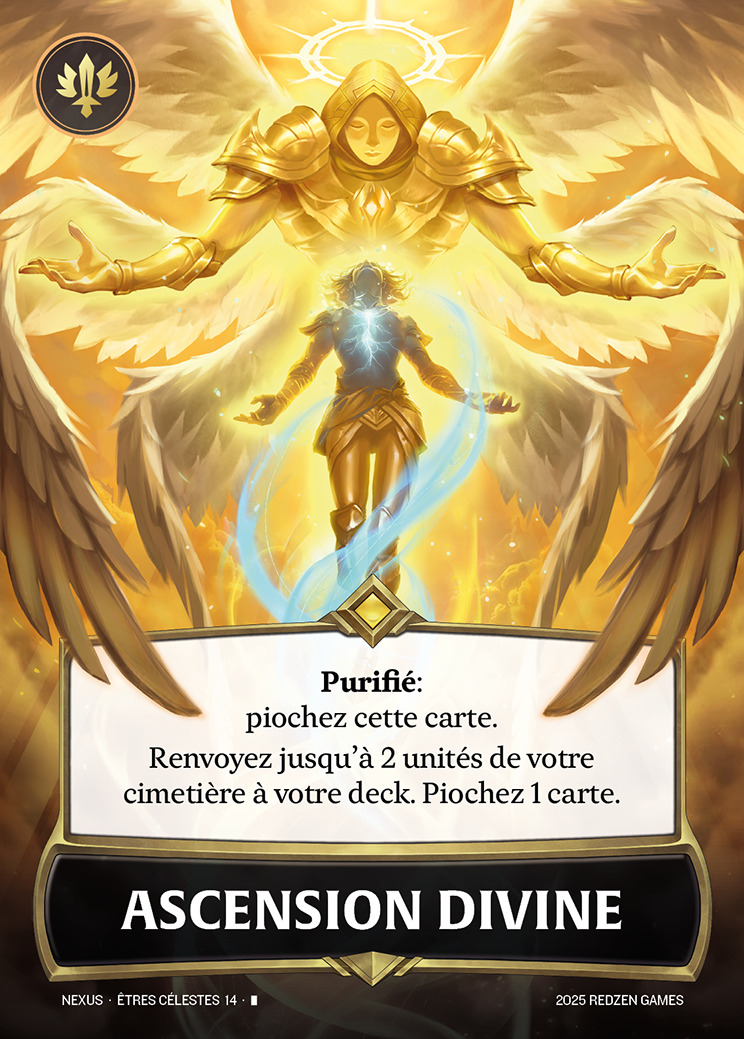 Purifié:
piochez cette carte.
Renvoyez jusqu’à 2 unités de votre
cimetière à votre deck. Piochez 1 carte.
ASCENSION DIVINE
NEXUS · ÊTRES CÉLESTES 14 · ▮
2025 REDZEN GAMES